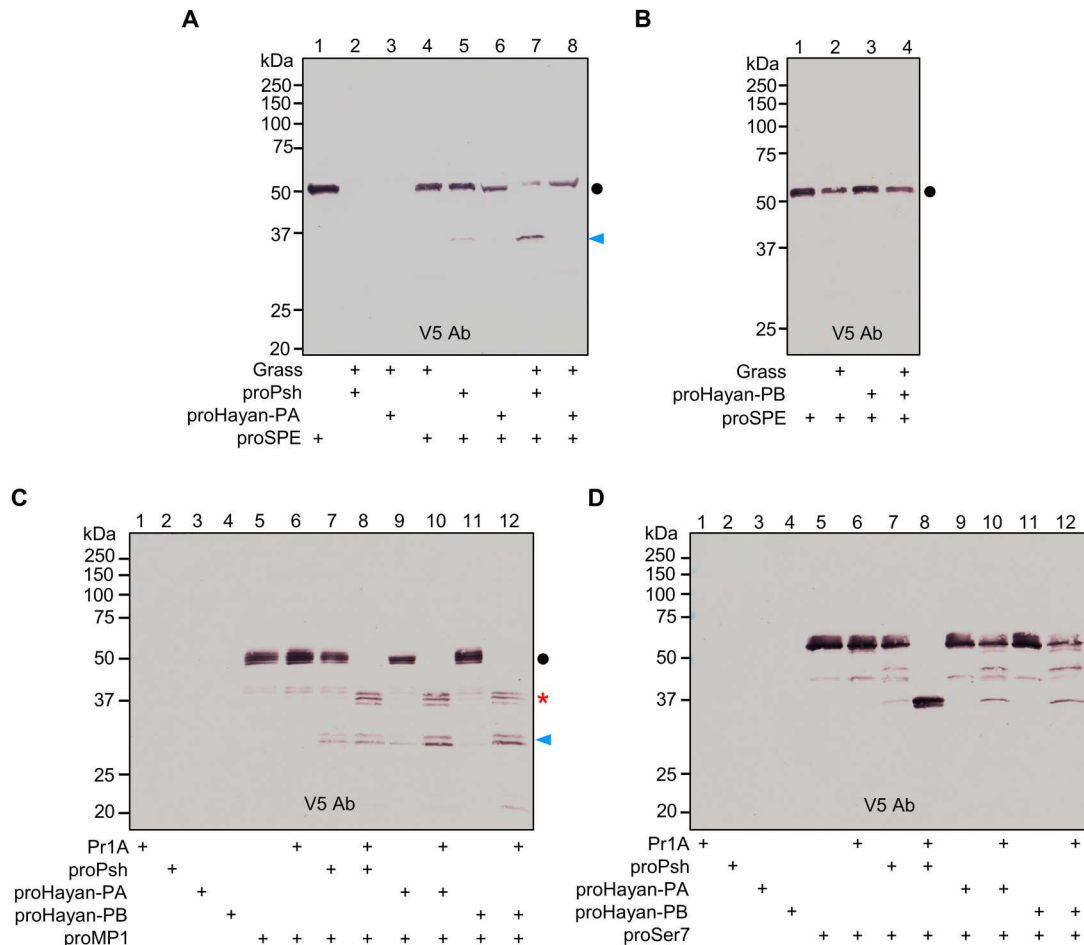 A
kDa 1 2 3 4 5 6 7 8
250
150
100
75
50
37
25
20
V5 Ab
Grass + + + + +
proPsh + + +
proHayan-PA + + +
proSPE + + + + + +
B
kDa 1 2 3 4
250
150
100
75
50
37
25
V5 Ab
Grass + +
proHayan-PB + +
proSPE + + + +
C
kDa 1 2 3 4 5 6 7 8 9 10 11 12
250
150
100
75
50
37 *
25
20
V5 Ab
Pr1A + + + + +
proPsh + + +
proHayan-PA + + +
proHayan-PB + + +
proMP1 + + + + + + + +
D
kDa 1 2 3 4 5 6 7 8 9 10 11 12
250
150
100
75
50
37
25
20
V5 Ab
Pr1A + + + + +
proPsh + + +
proHayan-PA + + +
proHayan-PB + + +
proSer7 + + + + + + + +